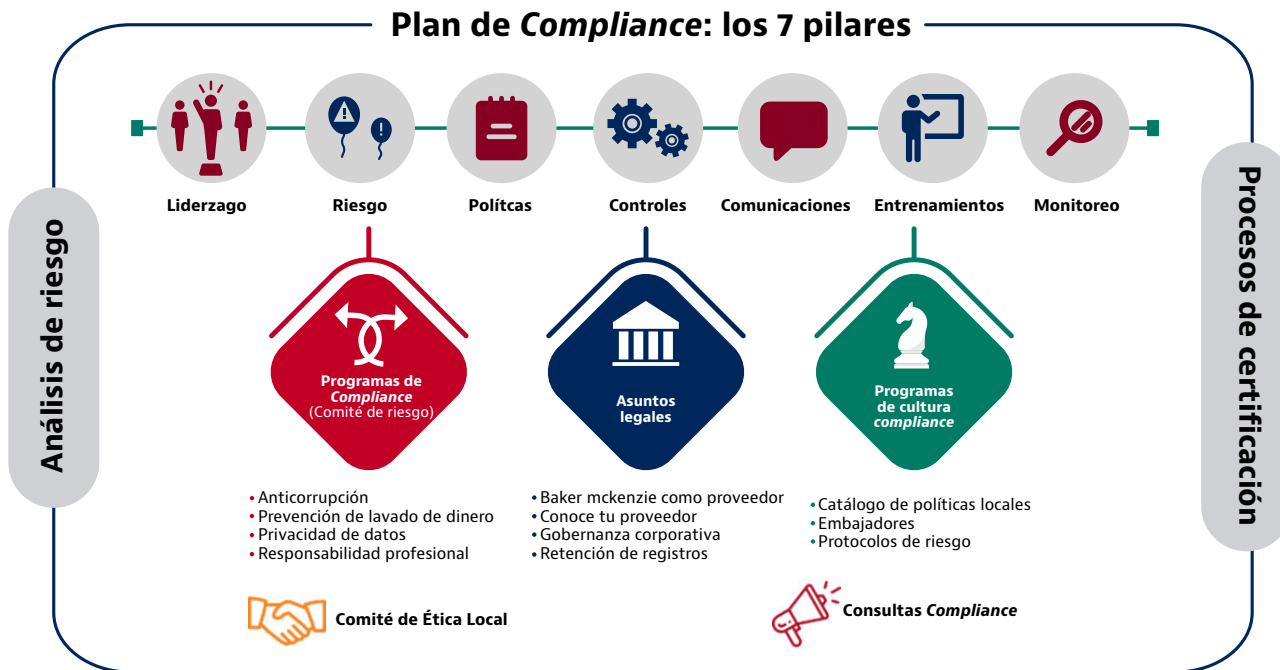 Plan de Compliance: los 7 pilares
Liderzago
Riesgo
Polítcas
Controles
Comunicaciones
Entrenamientos
Monitoreo
Análisis de riesgo
Procesos de certificación
Programas de
Compliance
(Comité de riesgo)
Asuntos
legales
Programas
de cultura
compliance
• Anticorrupción
• Prevención de lavado de dinero
• Privacidad de datos
• Responsabilidad profesional
• Baker mckenzie como proveedor
• Conoce tu proveedor
• Gobernanza corporativa
• Retención de registros
• Catálogo de políticas locales
• Embajadores
• Protocolos de riesgo
Comité de Ética Local
Consultas Compliance